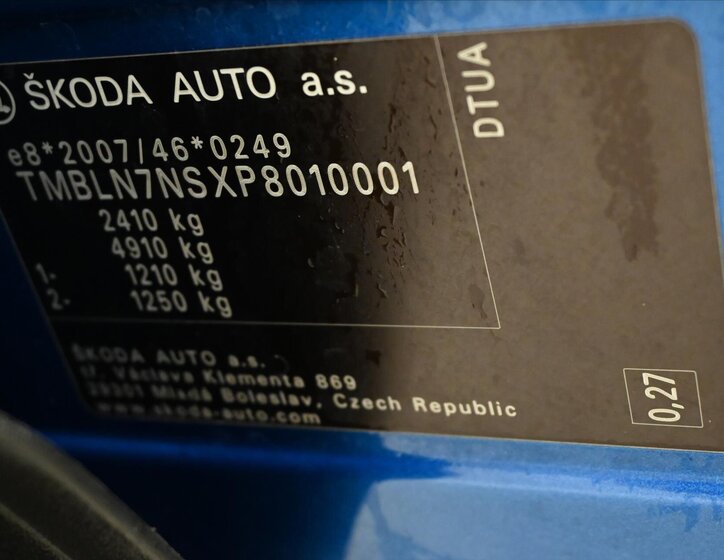 ŠKODA AUTO a.s.
e8*2007/46*0249
TMBLN7NSXP8010001
2410 kg
4910 kg
1- 1210 kg
2- 1250 kg
DTUA
ŠKODA AUTO a.s.
tř. Václava Klementa 869
29301 Mladá Boleslav, Czech Republic
www.skoda-auto.com
0,27